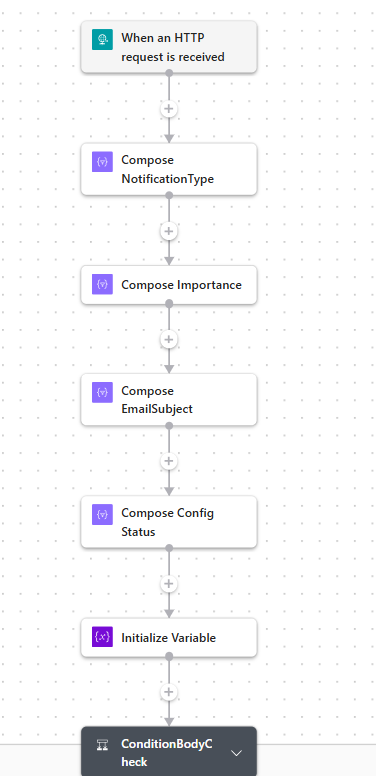 When an HTTP
request is received
Compose
NotificationType
Compose Importance
Compose
EmailSubject
Compose Config
Status
Initialize Variable
ConditionBodyC
heck